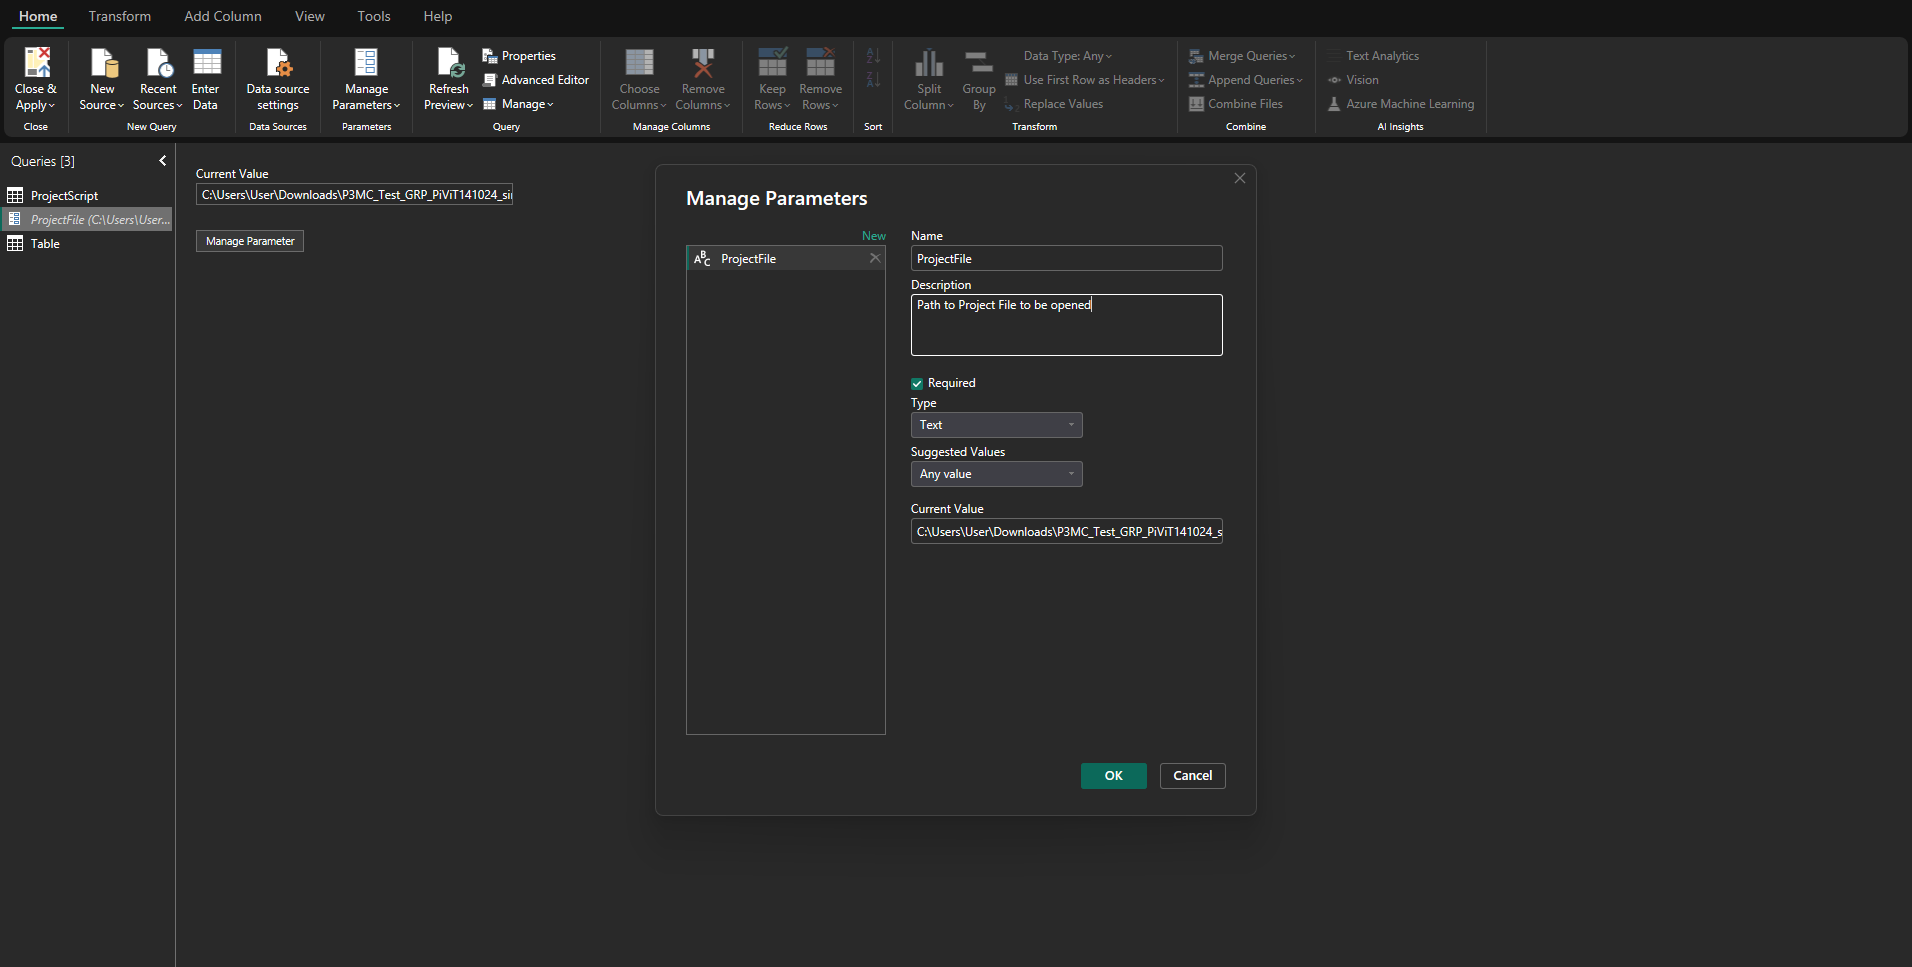 Home Transform Add Column View Tools Help
Close & Apply
Close
New Source
Recent Sources
Enter Data
New Query
Data source settings
Data Sources
Manage Parameters
Parameters
Refresh Preview
Properties
Advanced Editor
Manage
Query
Choose Columns
Remove Columns
Manage Columns
Keep Rows
Remove Rows
Reduce Rows
Sort
Split Column
Group By
Data Type: Any
Use First Row as Headers
Replace Values
Transform
Merge Queries
Append Queries
Combine Files
Combine
Text Analytics
Vision
Azure Machine Learning
AI Insights
Queries [3]
ProjectScript
ProjectFile (C:\Users\User...
Table
Current Value
C:\Users\User\Downloads\P3MC_Test_GRP_PiViT141024_si
Manage Parameter
Manage Parameters
New
ABC ProjectFile
Name
ProjectFile
Description
Path to Project File to be opened
Required
Type
Text
Suggested Values
Any value
Current Value
C:\Users\User\Downloads\P3MC_Test_GRP_PiViT141024_s
OK Cancel